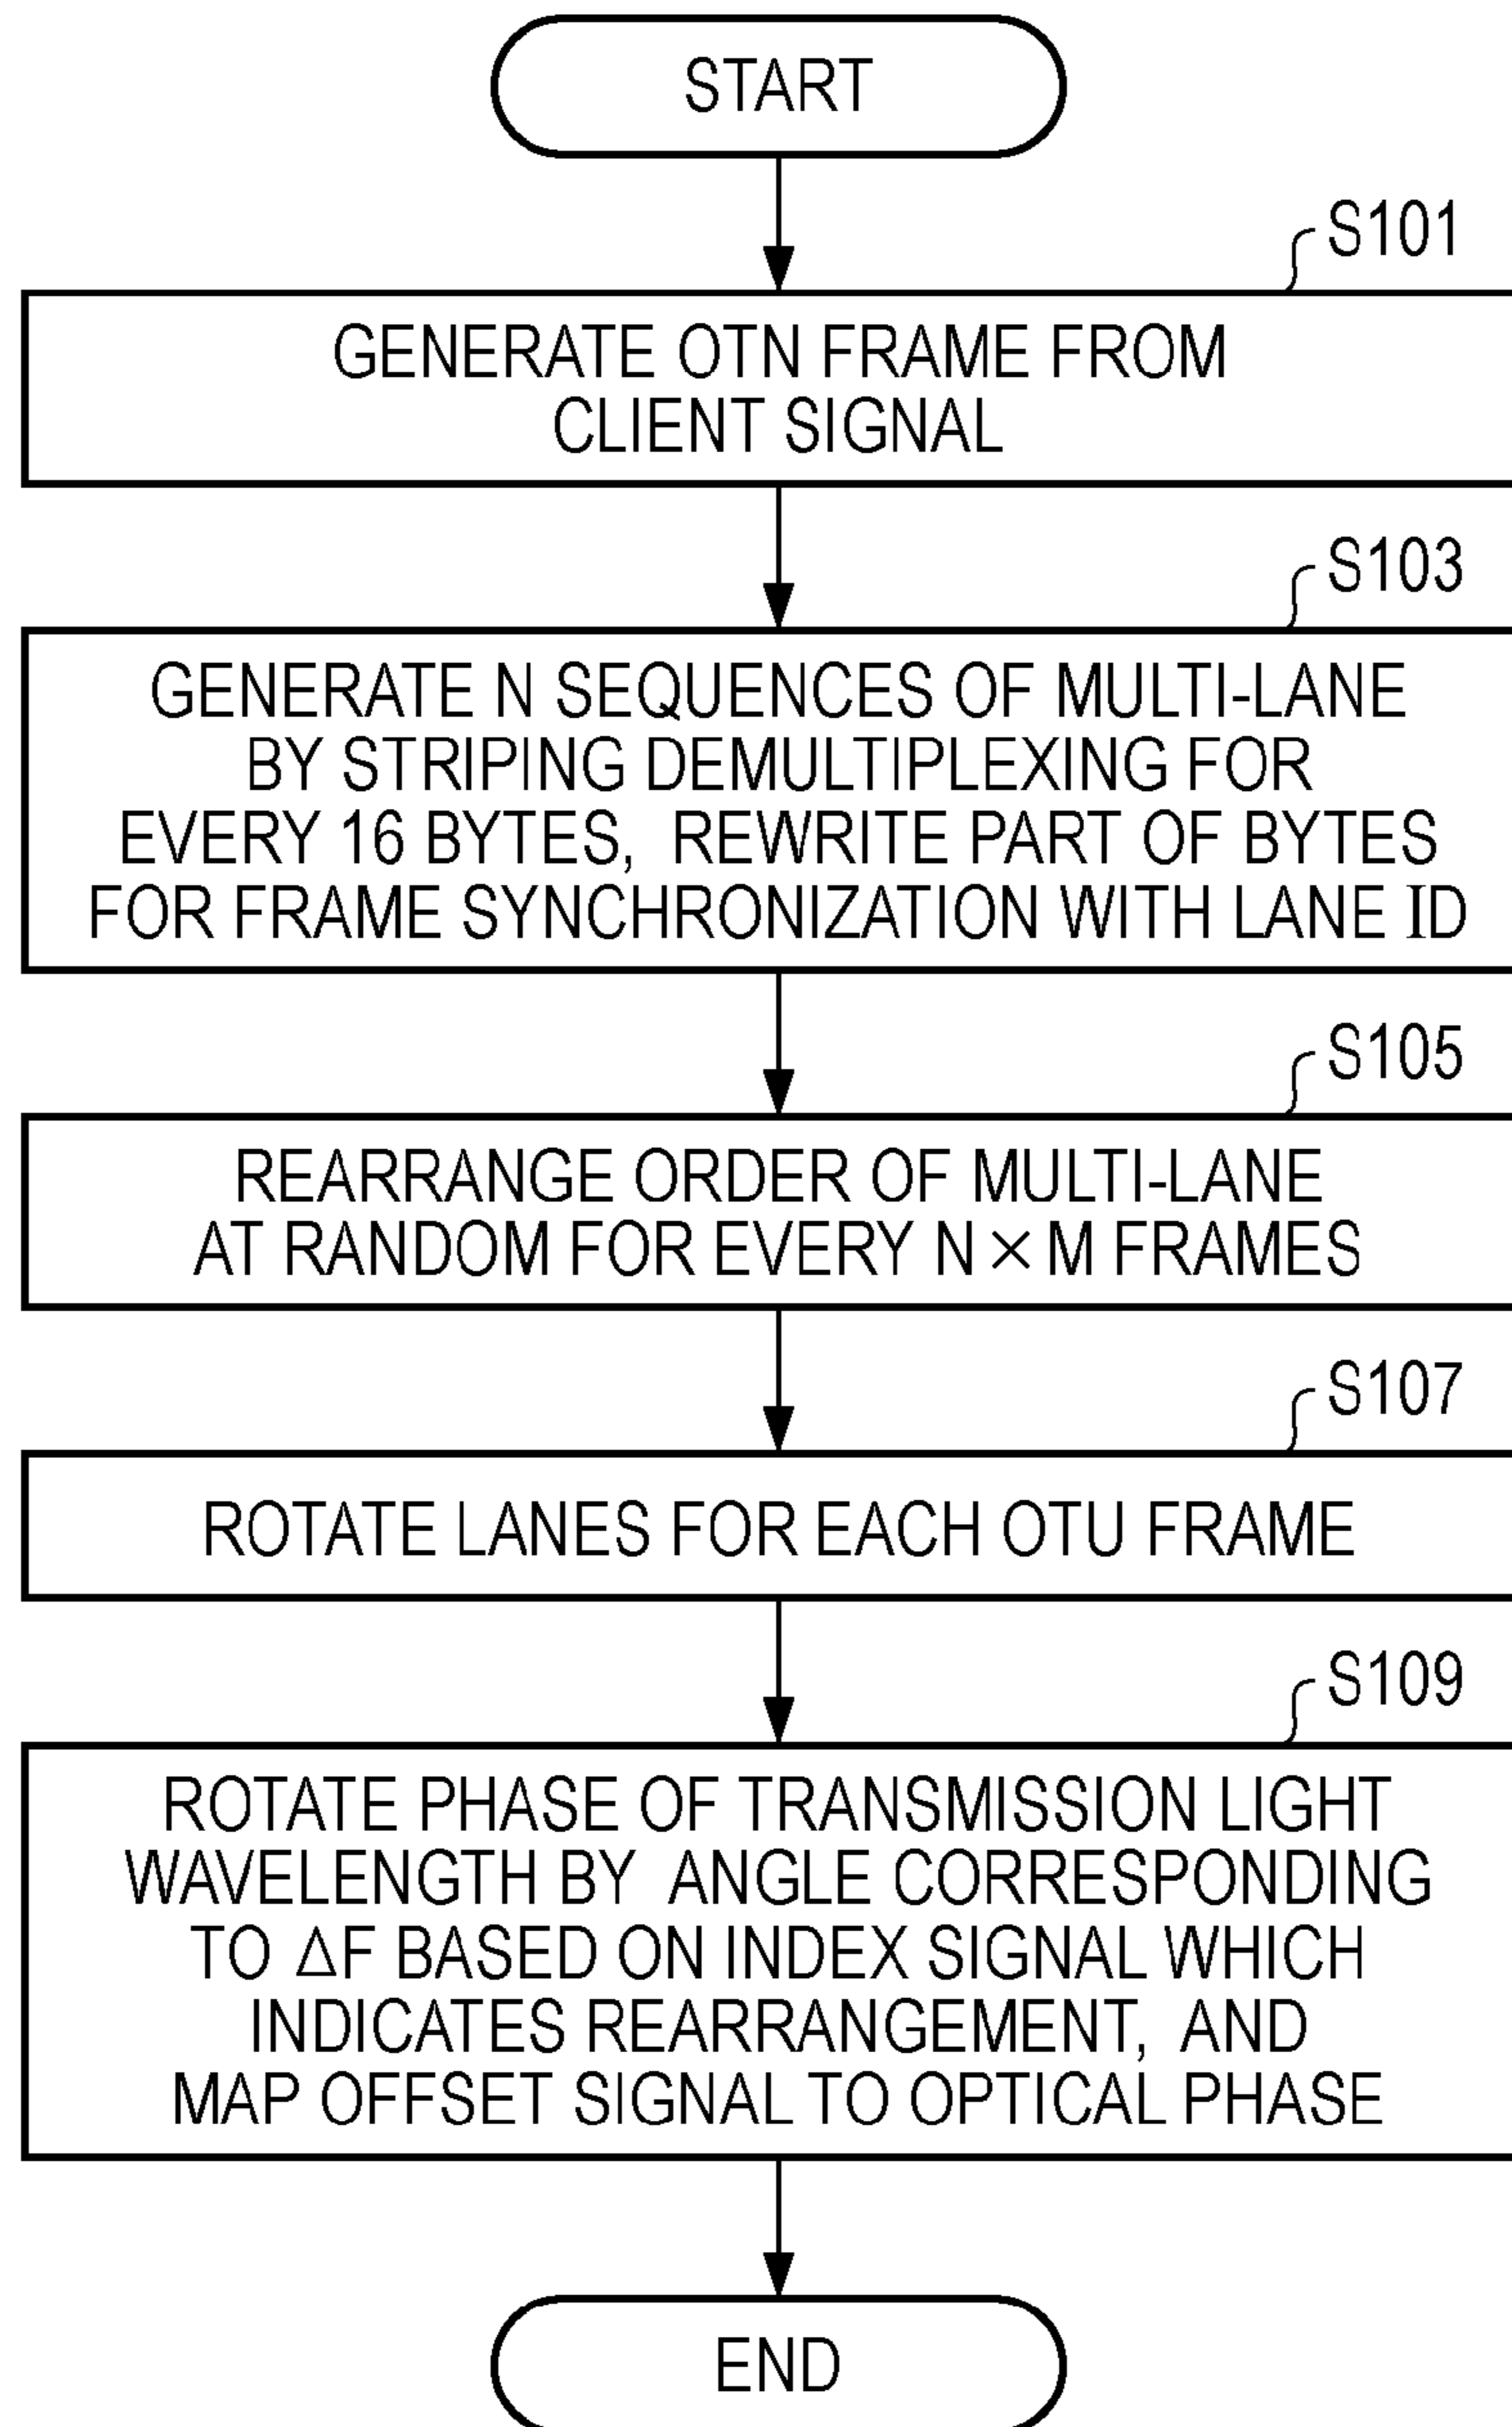 START
S101
GENERATE OTN FRAME FROM
CLIENT SIGNAL
S103
GENERATE N SEQUENCES OF MULTI-LANE
BY STRIPING DEMULTIPLEXING FOR
EVERY 16 BYTES, REWRITE PART OF BYTES
FOR FRAME SYNCHRONIZATION WITH LANE ID
S105
REARRANGE ORDER OF MULTI-LANE
AT RANDOM FOR EVERY N × M FRAMES
S107
ROTATE LANES FOR EACH OTU FRAME
S109
ROTATE PHASE OF TRANSMISSION LIGHT
WAVELENGTH BY ANGLE CORRESPONDING
TO ΔF BASED ON INDEX SIGNAL WHICH
INDICATES REARRANGEMENT, AND
MAP OFFSET SIGNAL TO OPTICAL PHASE
END